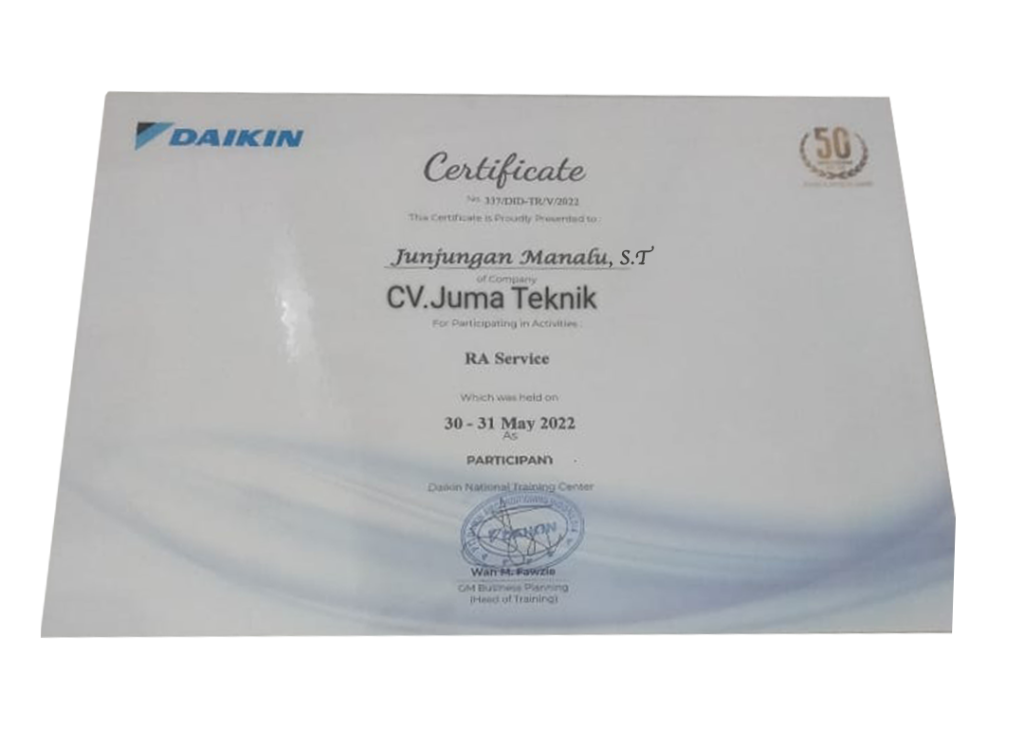 DAIKIN
50
Certificate
No. 337/DID-TR/V/2022
This Certificate is Proudly Presented to :
Junjungan Manalu, S.T
of Company
CV.Juma Teknik
For Participating in Activities :
RA Service
Which was held on
30 - 31 May 2022
As
PARTICIPANT
Daikin National Training Center
DAIKIN
Wan M. Fawzie
GM Business Planning
(Head of Training)